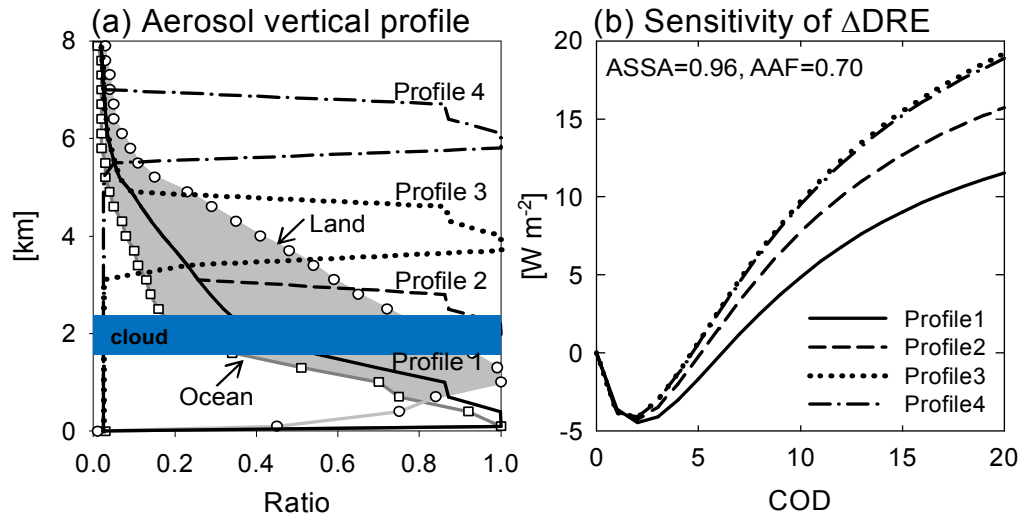 (a) Aerosol vertical profile
8
6
4
2
0
[km]
0.0 0.2 0.4 0.6 0.8 1.0
Ratio
Profile 4
Profile 3
Land
Profile 2
cloud
Profile 1
Ocean
(b) Sensitivity of ΔDRE
20
15
10
5
0
-5
[W m-2]
ASSA=0.96, AAF=0.70
Profile1
Profile2
Profile3
Profile4
0 5 10 15 20
COD